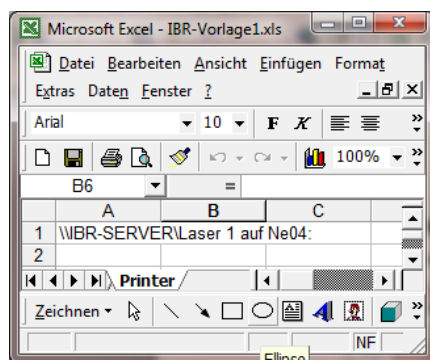 Microsoft Excel - IBR-Vorlage1.xls
Datei Bearbeiten Ansicht Einfügen Format
Extras Daten Fenster ?
Arial 10 F K
100%
B6 =
A B C
1 \\IBR-SERVER\Laser 1 auf Ne04:
2
Printer
Zeichnen
NF
Ellipse